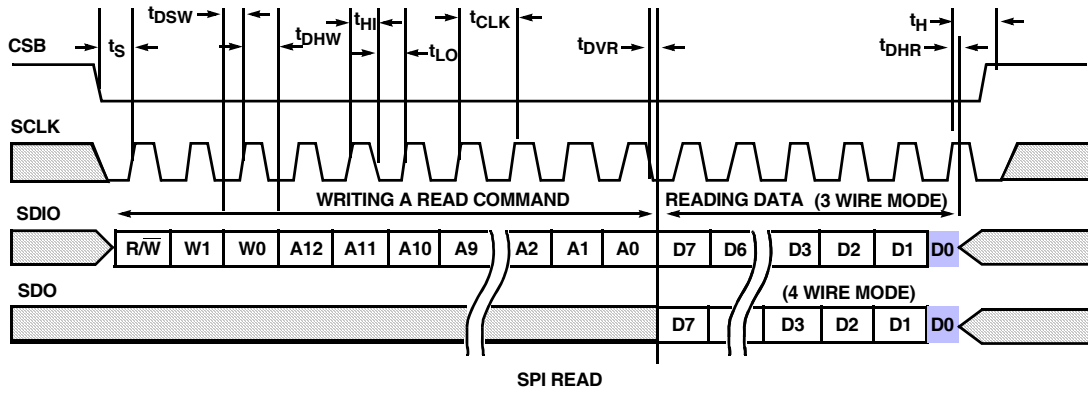 tDSW tHI tCLK tH
CSB tS tDHW tLO tDVR tDHR
SCLK
WRITING A READ COMMAND READING DATA (3 WIRE MODE)
SDIO
R/W̅ W1 W0 A12 A11 A10 A9 A2 A1 A0 D7 D6 D3 D2 D1 D0
SDO (4 WIRE MODE)
D7 D3 D2 D1 D0
SPI READ